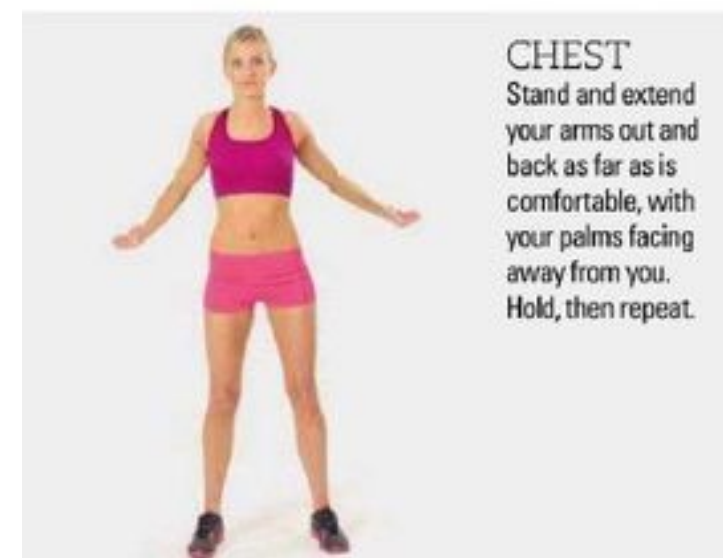 CHEST
Stand and extend
your arms out and
back as far as is
comfortable, with
your palms facing
away from you.
Hold, then repeat.